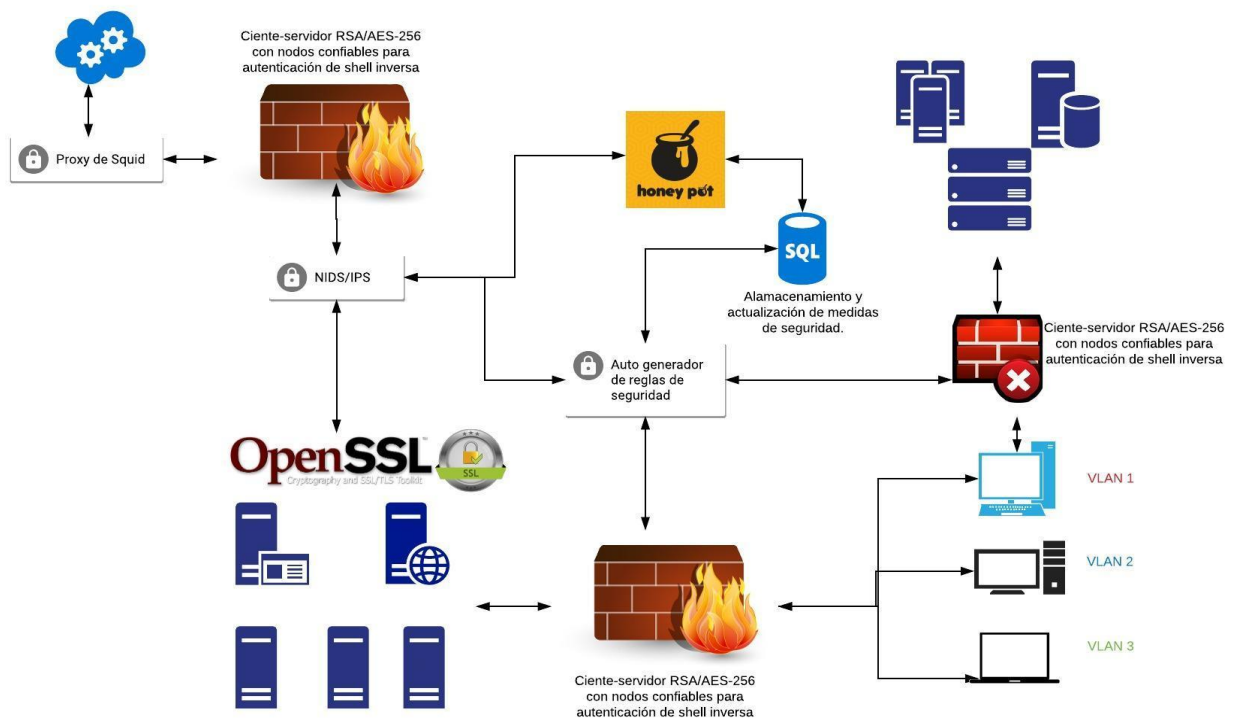 Ciente-servidor RSA/AES-256
con nodos confiables para
autenticación de shell inversa
Proxy de Squid
honey pot
NIDS/IPS
SQL
Alamacenamiento y
actualización de medidas
de seguridad.
Ciente-servidor RSA/AES-256
con nodos confiables para
autenticación de shell inversa
Auto generador
de reglas de
seguridad
OpenSSL
Cryptography and SSL/TLS Toolkit
SSL
VLAN 1
VLAN 2
VLAN 3
Ciente-servidor RSA/AES-256
con nodos confiables para
autenticación de shell inversa